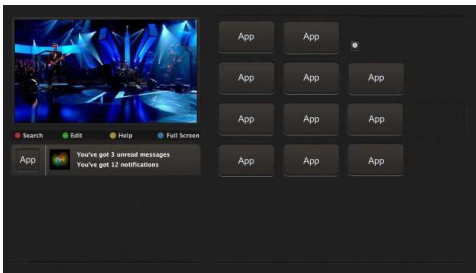 App App
App App App
Search Edit Help Full Screen
App App App
App You've got 3 unread messages
You've got 12 notifications
App App App